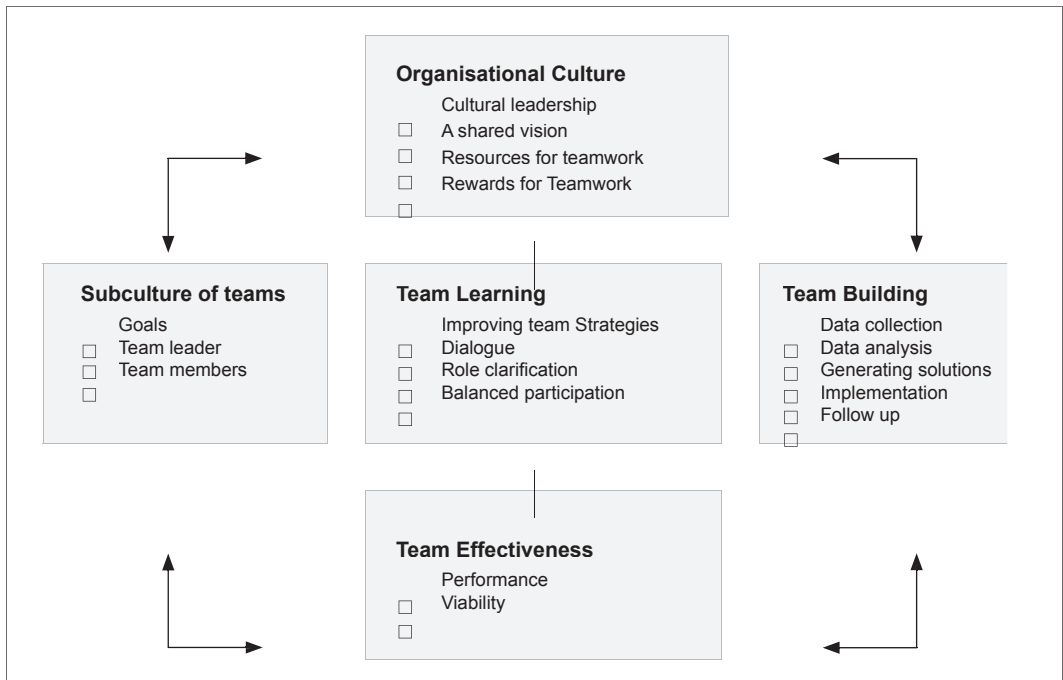 Organisational Culture
Cultural leadership
A shared vision
Resources for teamwork
Rewards for Teamwork
Subculture of teams
Goals
Team leader
Team members
Team Learning
Improving team Strategies
Dialogue
Role clarification
Balanced participation
Team Building
Data collection
Data analysis
Generating solutions
Implementation
Follow up
Team Effectiveness
Performance
Viability